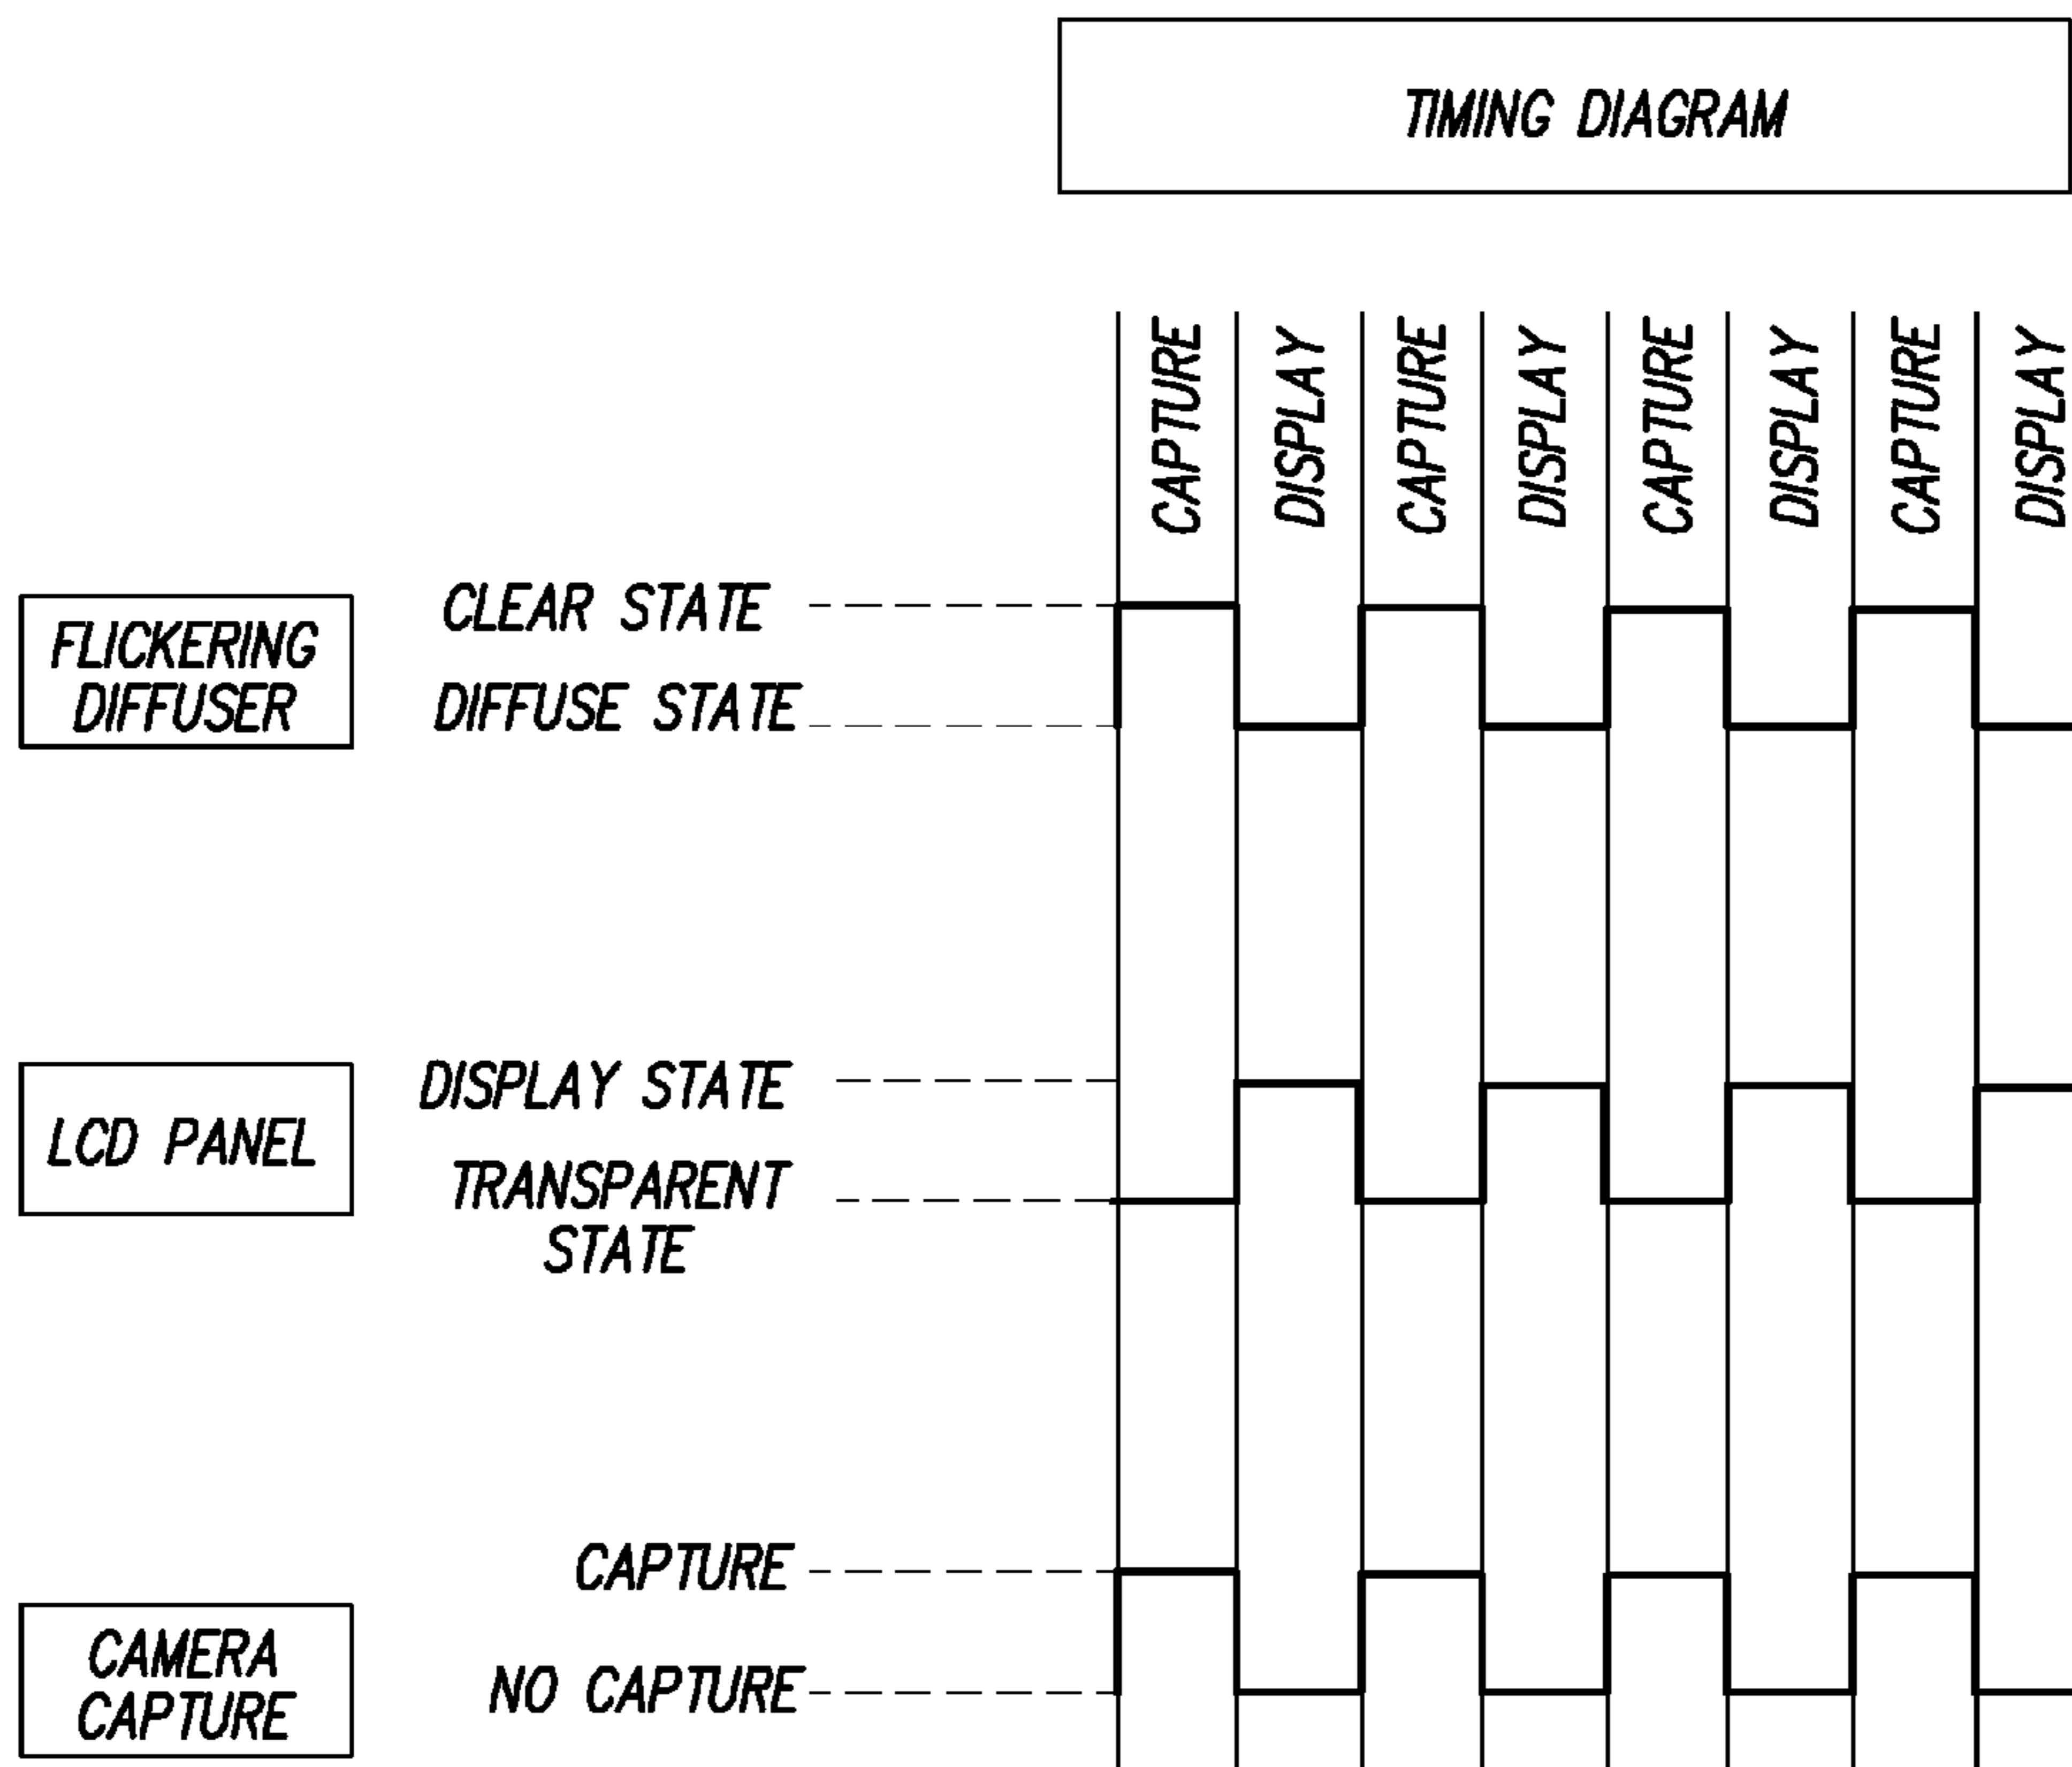 TIMING DIAGRAM
CAPTURE
DISPLAY
CAPTURE
DISPLAY
CAPTURE
DISPLAY
CAPTURE
DISPLAY
FLICKERING
DIFFUSER
CLEAR STATE
DIFFUSE STATE
LCD PANEL
DISPLAY STATE
TRANSPARENT
STATE
CAMERA
CAPTURE
CAPTURE
NO CAPTURE